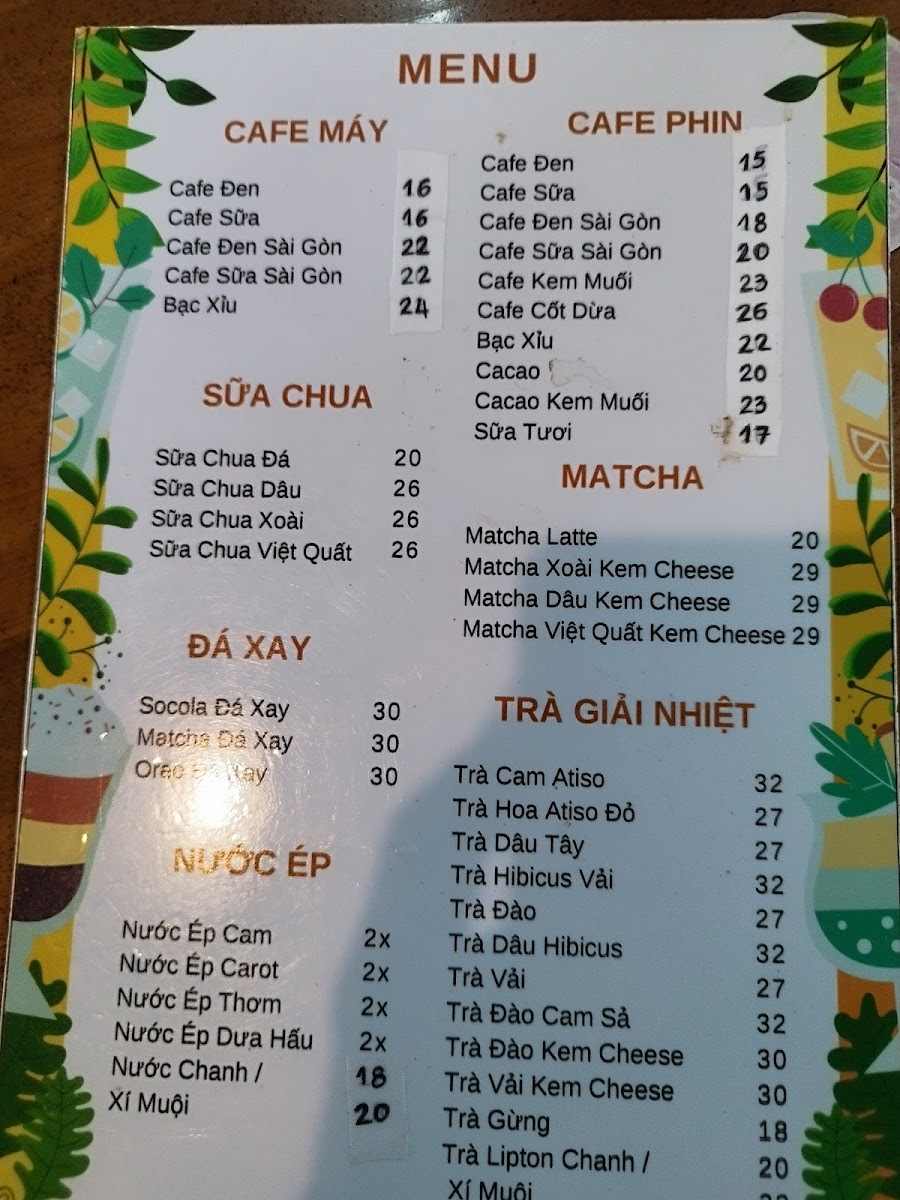 MENU
CAFE MÁY
Cafe Đen 16
Cafe Sữa 16
Cafe Đen Sài Gòn 22
Cafe Sữa Sài Gòn 22
Bạc Xỉu 24
SỮA CHUA
Sữa Chua Đá 20
Sữa Chua Dâu 26
Sữa Chua Xoài 26
Sữa Chua Việt Quất 26
ĐÁ XAY
Socola Đá Xay 30
Matcha Đá Xay 30
Oreo Đá Xay 30
NƯỚC ÉP
Nước Ép Cam 2x
Nước Ép Carot 2x
Nước Ép Thơm 2x
Nước Ép Dưa Hấu 2x
Nước Chanh / 18
Xí Muội 20
CAFE PHIN
Cafe Đen 15
Cafe Sữa 15
Cafe Đen Sài Gòn 18
Cafe Sữa Sài Gòn 20
Cafe Kem Muối 23
Cafe Cốt Dừa 26
Bạc Xỉu 22
Cacao 20
Cacao Kem Muối 23
Sữa Tươi 17
MATCHA
Matcha Latte 20
Matcha Xoài Kem Cheese 29
Matcha Dâu Kem Cheese 29
Matcha Việt Quất Kem Cheese 29
TRÀ GIẢI NHIỆT
Trà Cam Atiso 32
Trà Hoa Atiso Đỏ 27
Trà Dâu Tây 27
Trà Hibicus Vải 32
Trà Đào 27
Trà Dâu Hibicus 32
Trà Vải 27
Trà Đào Cam Sả 32
Trà Đào Kem Cheese 30
Trà Vải Kem Cheese 30
Trà Gừng 18
Trà Lipton Chanh / 20
Xí Muội